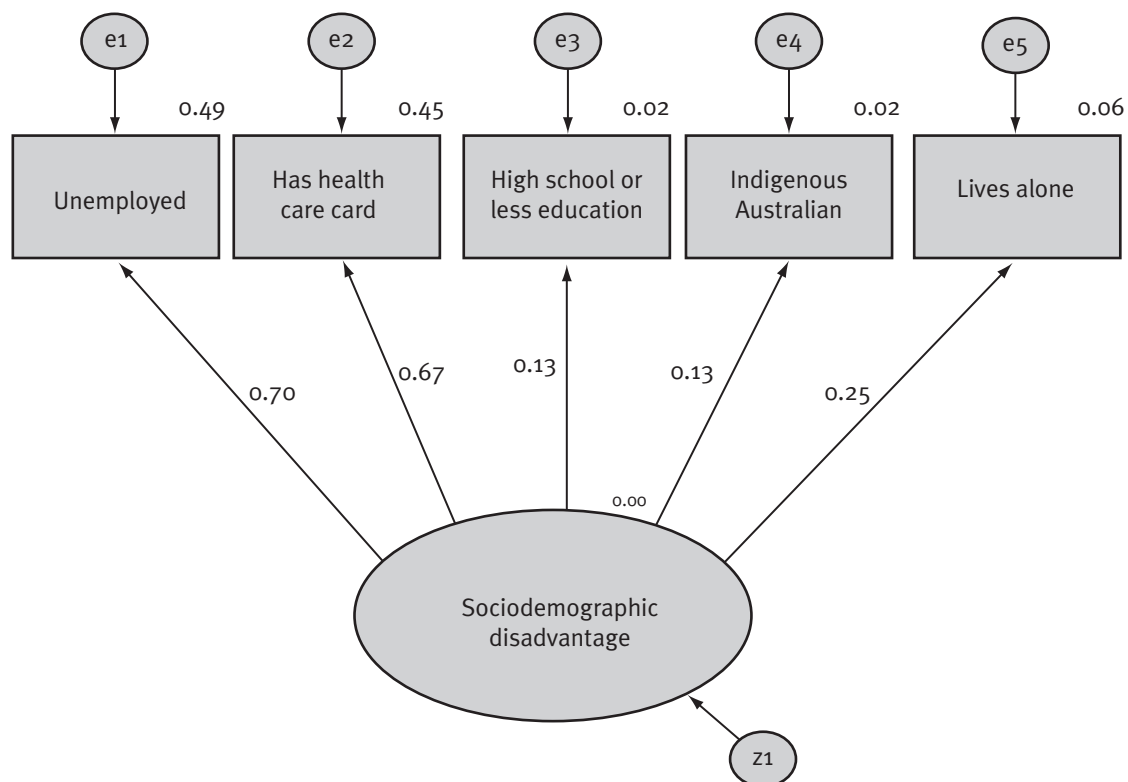 e1
e2
e3
e4
e5
0.49
0.45
0.02
0.02
0.06
Unemployed
Has health
care card
High school or
less education
Indigenous
Australian
Lives alone
0.70
0.67
0.13
0.13
0.25
0.00
Sociodemographic
disadvantage
z1